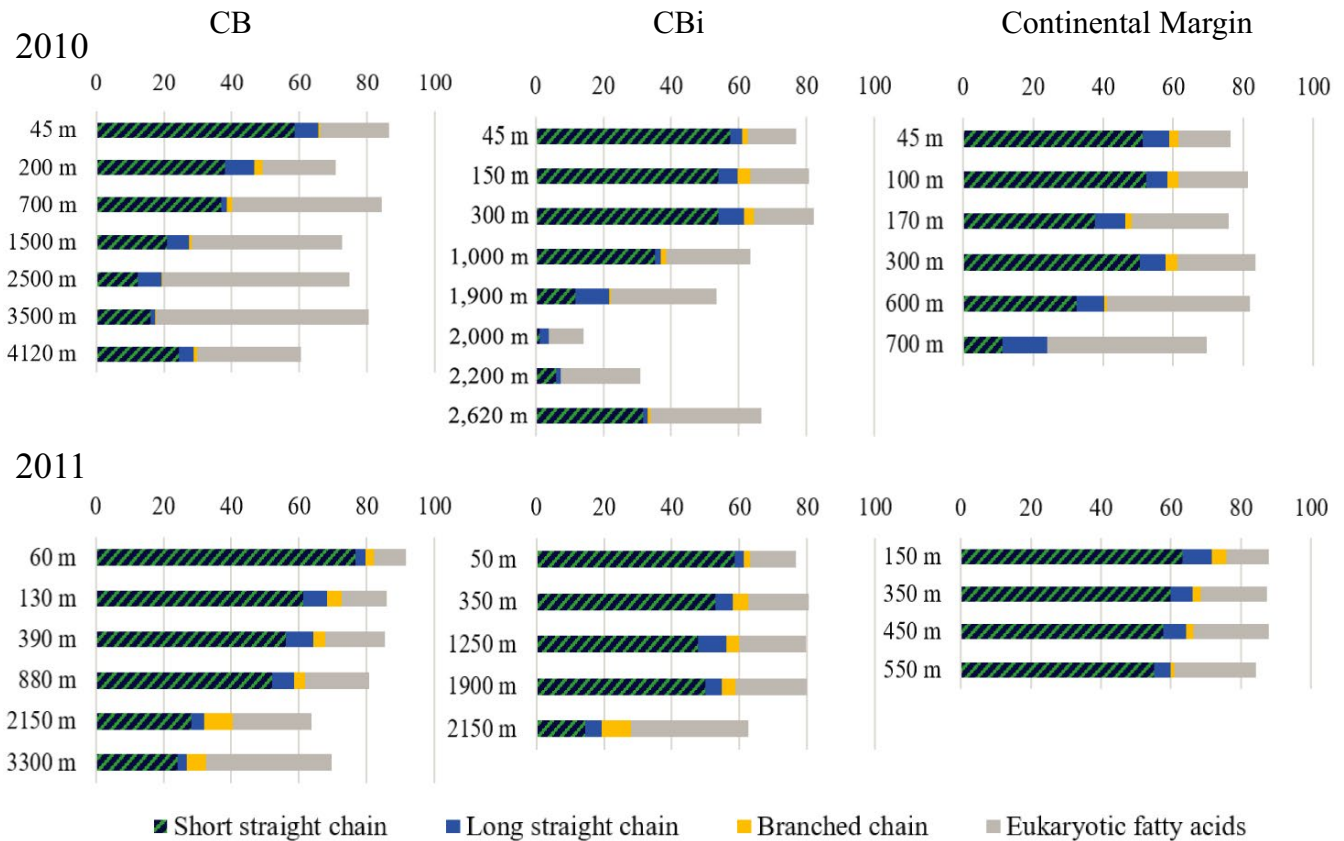 CB CBi Continental Margin
2010
0 20 40 60 80 100
45 m
200 m
700 m
1500 m
2500 m
3500 m
4120 m
0 20 40 60 80 100
45 m
150 m
300 m
1,000 m
1,900 m
2,000 m
2,200 m
2,620 m
0 20 40 60 80 100
45 m
100 m
170 m
300 m
600 m
700 m
2011
0 20 40 60 80 100
60 m
130 m
390 m
880 m
2150 m
3300 m
0 20 40 60 80 100
50 m
350 m
1250 m
1900 m
2150 m
0 20 40 60 80 100
150 m
350 m
450 m
550 m
Short straight chain Long straight chain Branched chain Eukaryotic fatty acids